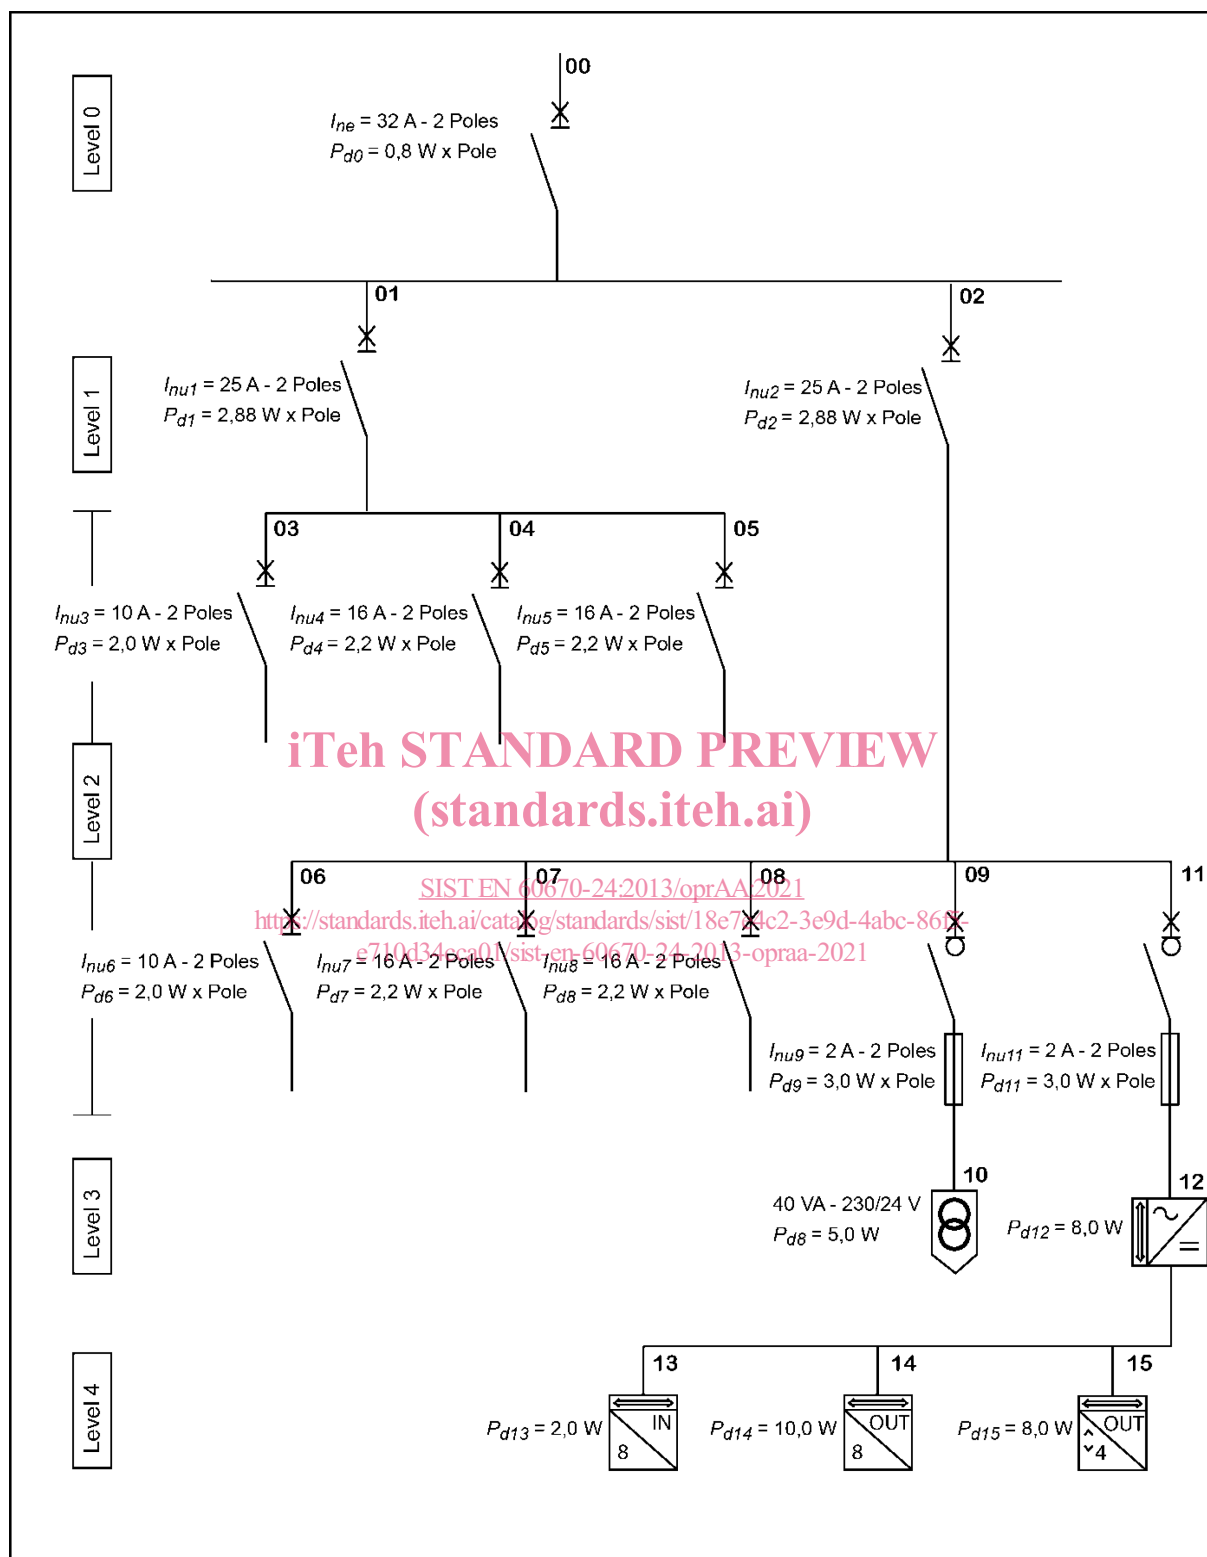 00
Level 0
Ine = 32 A - 2 Poles
Pd0 = 0,8 W x Pole
01
02
Level 1
Inu1 = 25 A - 2 Poles
Pd1 = 2,88 W x Pole
Inu2 = 25 A - 2 Poles
Pd2 = 2,88 W x Pole
03
04
05
Inu3 = 10 A - 2 Poles
Pd3 = 2,0 W x Pole
Inu4 = 16 A - 2 Poles
Pd4 = 2,2 W x Pole
Inu5 = 16 A - 2 Poles
Pd5 = 2,2 W x Pole
iTeh STANDARD PREVIEW
(standards.iteh.ai)
Level 2
06
07
08
09
11
SIST EN 60670-24:2013/oprAA:2021
Inu6 = 10 A - 2 Poles
Pd6 = 2,0 W x Pole
Inu7 = 16 A - 2 Poles
Pd7 = 2,2 W x Pole
Inu8 = 16 A - 2 Poles
Pd8 = 2,2 W x Pole
Inu9 = 2 A - 2 Poles
Pd9 = 3,0 W x Pole
Inu11 = 2 A - 2 Poles
Pd11 = 3,0 W x Pole
Level 3
10
12
40 VA - 230/24 V
Pd8 = 5,0 W
Pd12 = 8,0 W
Level 4
13
14
15
Pd13 = 2,0 W
IN
8
Pd14 = 10,0 W
OUT
8
Pd15 = 8,0 W
OUT
4